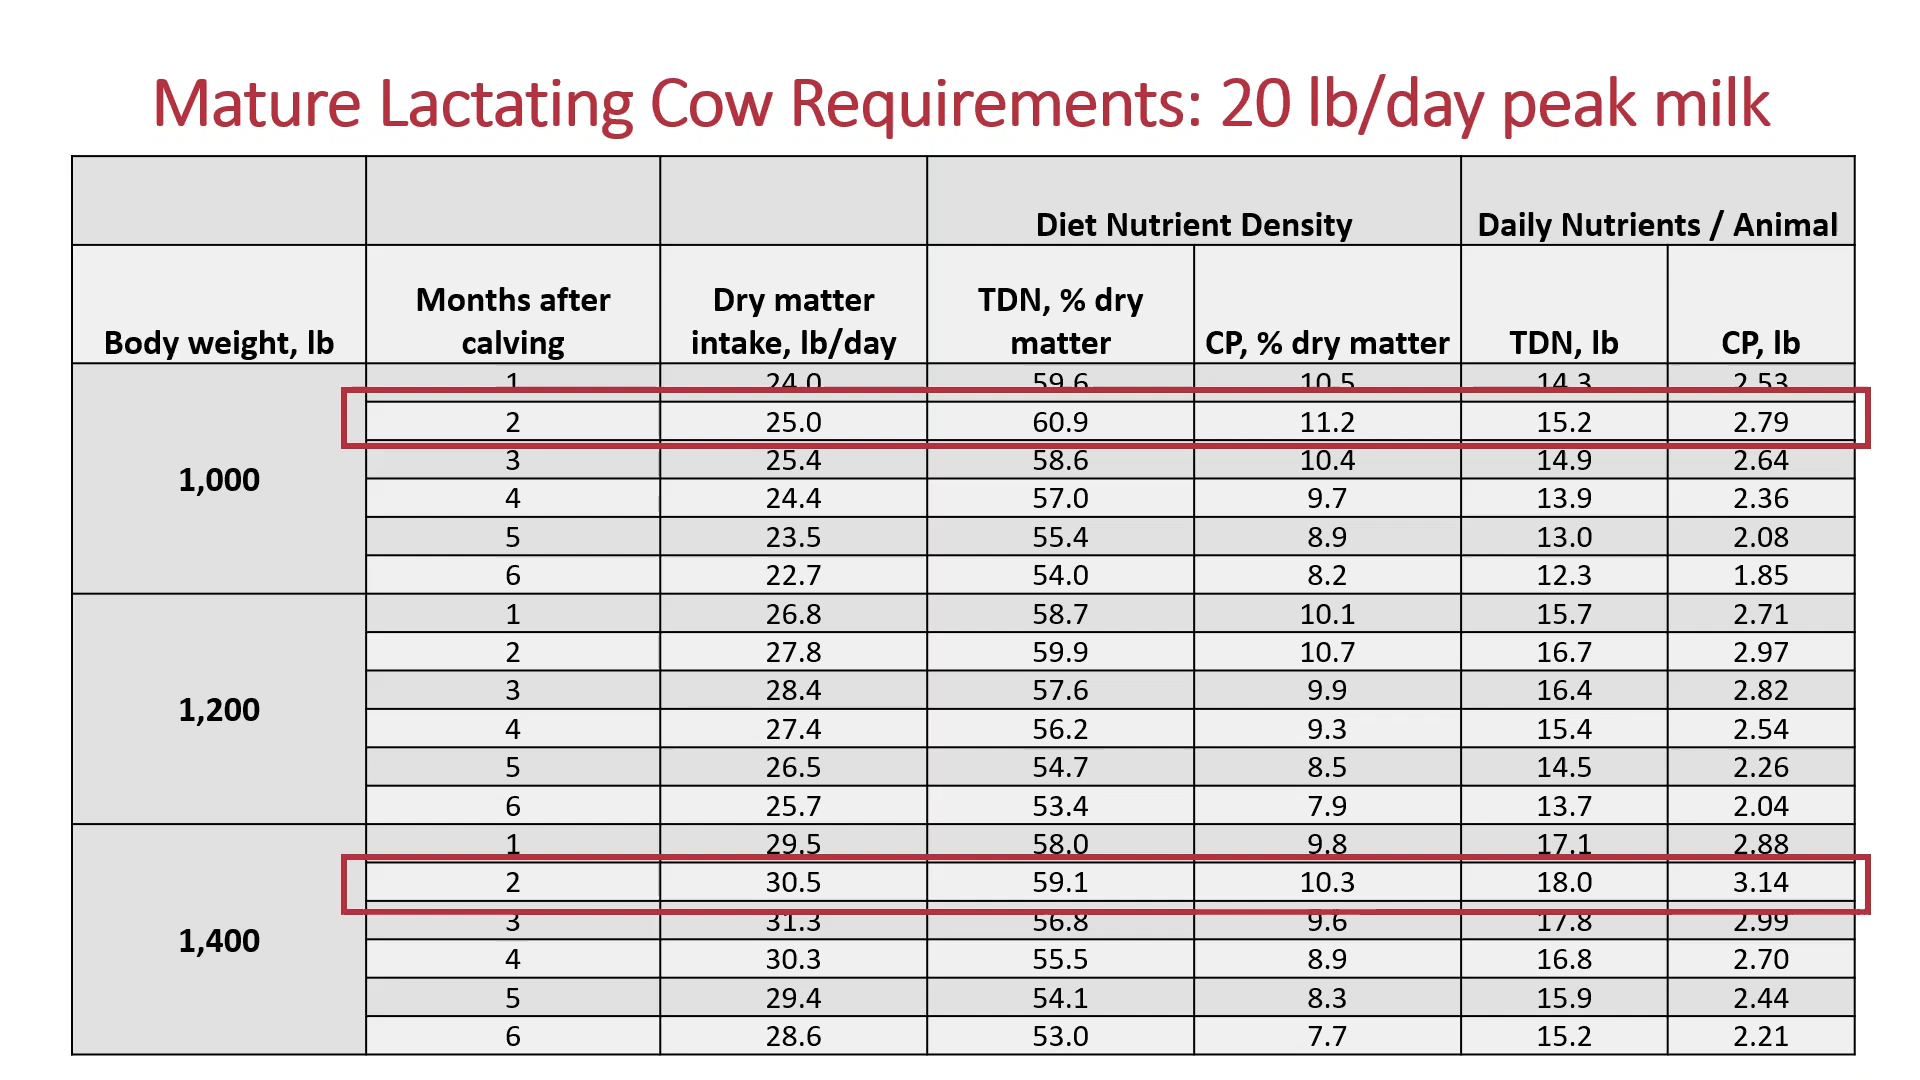 Mature Lactating Cow Requirements: 20 lb/day peak milk
Diet Nutrient Density Daily Nutrients / Animal
Body weight, lb Months after calving Dry matter intake, lb/day TDN, % dry matter CP, % dry matter TDN, lb CP, lb
1,000
1 24.0 59.6 10.5 14.3 2.53
2 25.0 60.9 11.2 15.2 2.79
3 25.4 58.6 10.4 14.9 2.64
4 24.4 57.0 9.7 13.9 2.36
5 23.5 55.4 8.9 13.0 2.08
6 22.7 54.0 8.2 12.3 1.85
1,200
1 26.8 58.7 10.1 15.7 2.71
2 27.8 59.9 10.7 16.7 2.97
3 28.4 57.6 9.9 16.4 2.82
4 27.4 56.2 9.3 15.4 2.54
5 26.5 54.7 8.5 14.5 2.26
6 25.7 53.4 7.9 13.7 2.04
1,400
1 29.5 58.0 9.8 17.1 2.88
2 30.5 59.1 10.3 18.0 3.14
3 31.3 56.8 9.6 17.8 2.99
4 30.3 55.5 8.9 16.8 2.70
5 29.4 54.1 8.3 15.9 2.44
6 28.6 53.0 7.7 15.2 2.21